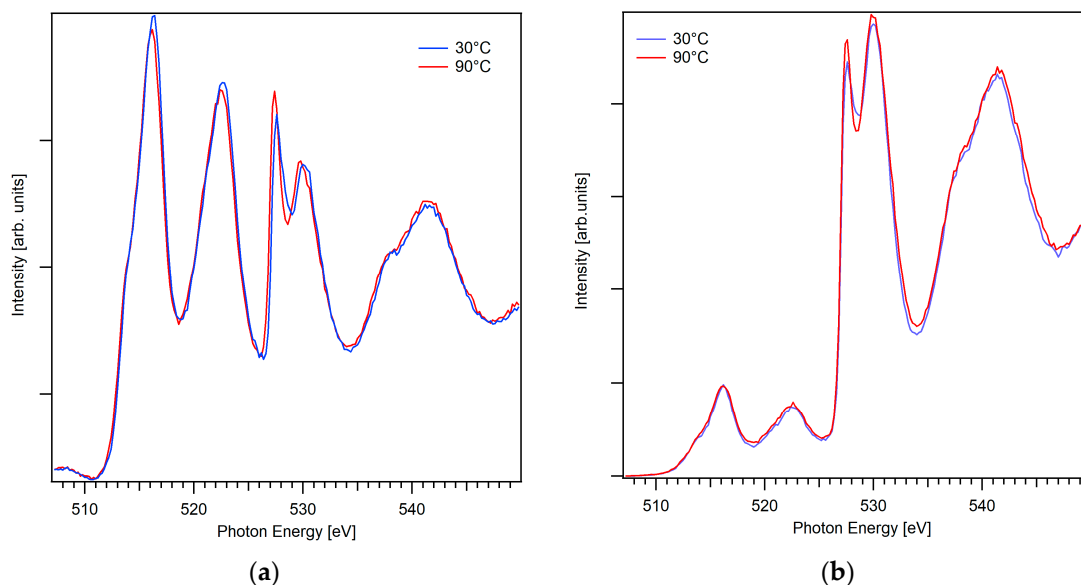 30°C
90°C
Intensity [arb. units]
510
520
530
540
Photon Energy [eV]
(a)
30°C
90°C
Intensity [arb.units]
510
520
530
540
Photon Energy [eV]
(b)